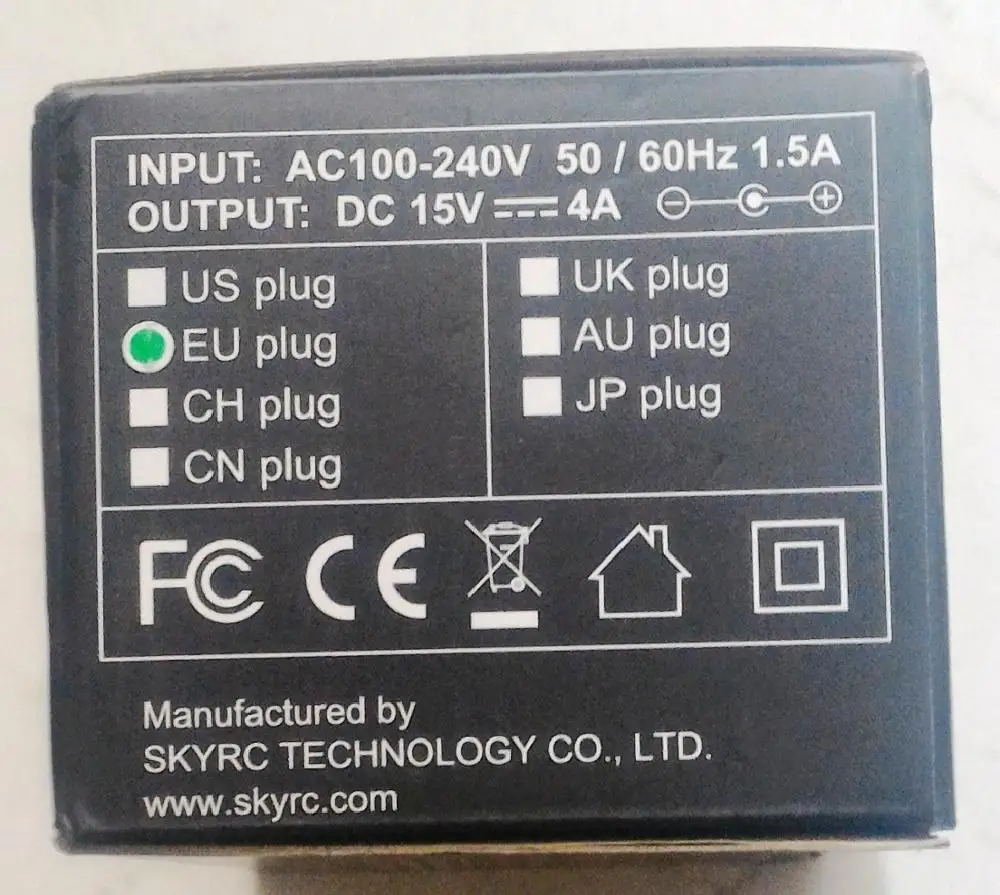 INPUT: AC100-240V 50 / 60Hz 1.5A
OUTPUT: DC 15V ⎓ 4A
US plug
EU plug
CH plug
CN plug
UK plug
AU plug
JP plug
FC CE
Manufactured by
SKYRC TECHNOLOGY CO., LTD.
www.skyrc.com